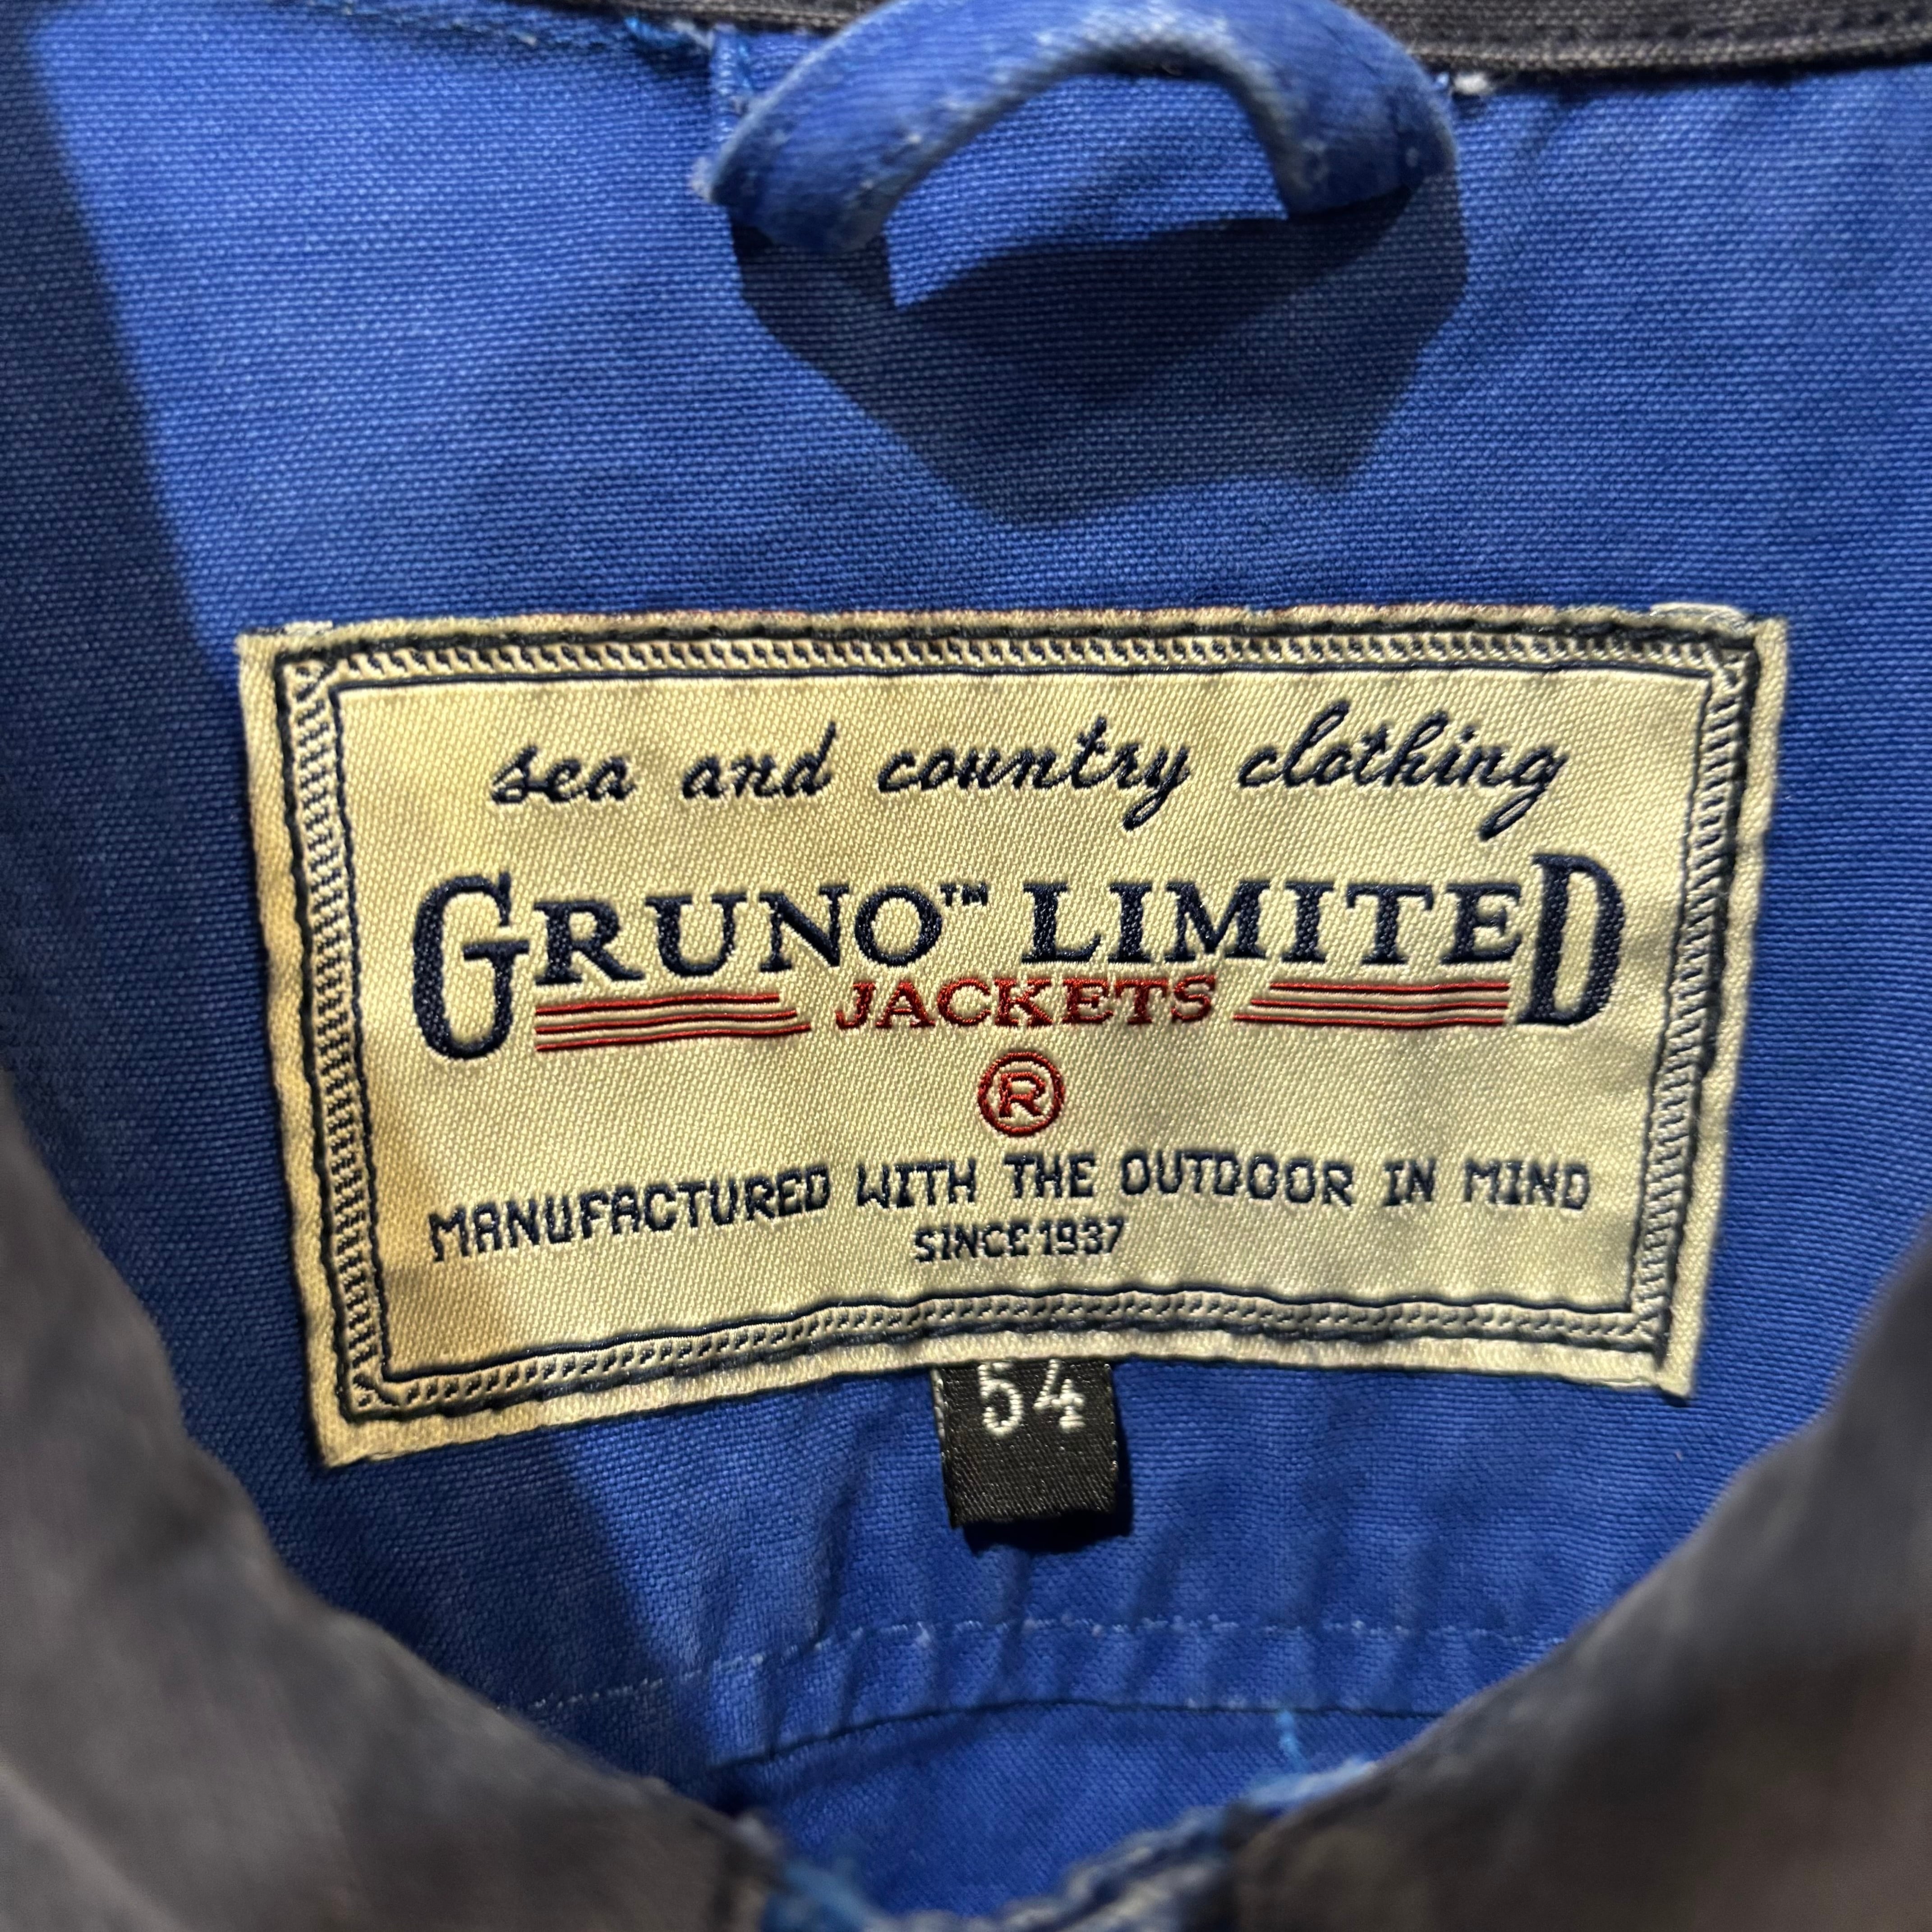 sea and country clothing
GRUNO™ LIMITED
JACKETS
®
MANUFACTURED WITH THE OUTDOOR IN MIND
SINCE 1937
54